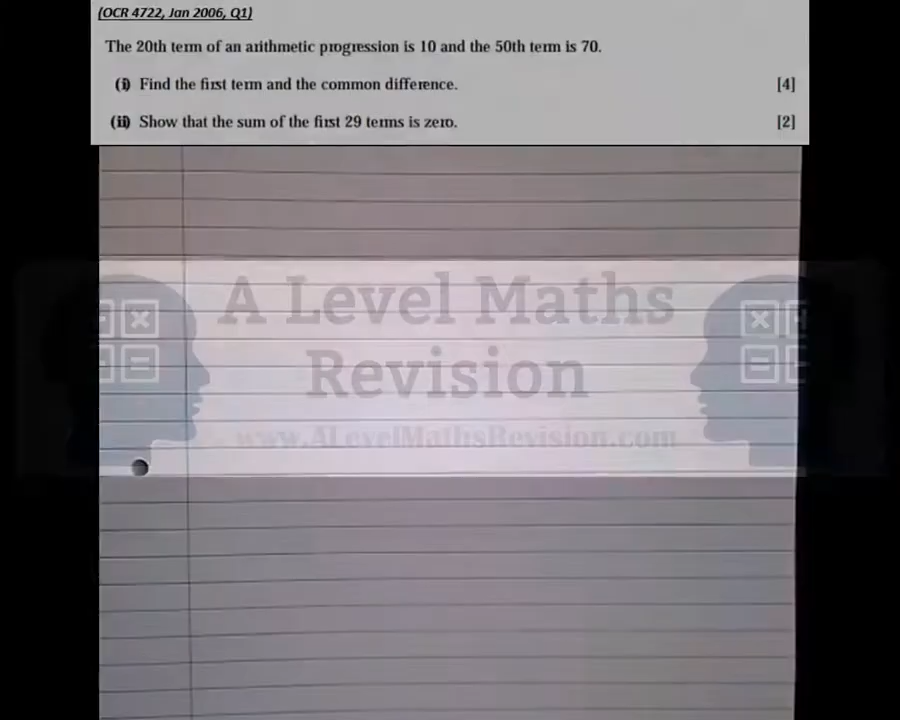 (OCR 4722, Jan 2006, Q1)
The 20th term of an arithmetic progression is 10 and the 50th term is 70.
(i) Find the first term and the common difference. [4]
(ii) Show that the sum of the first 29 terms is zero. [2]
A Level Maths
Revision
www.ALevelMathsRevision.com